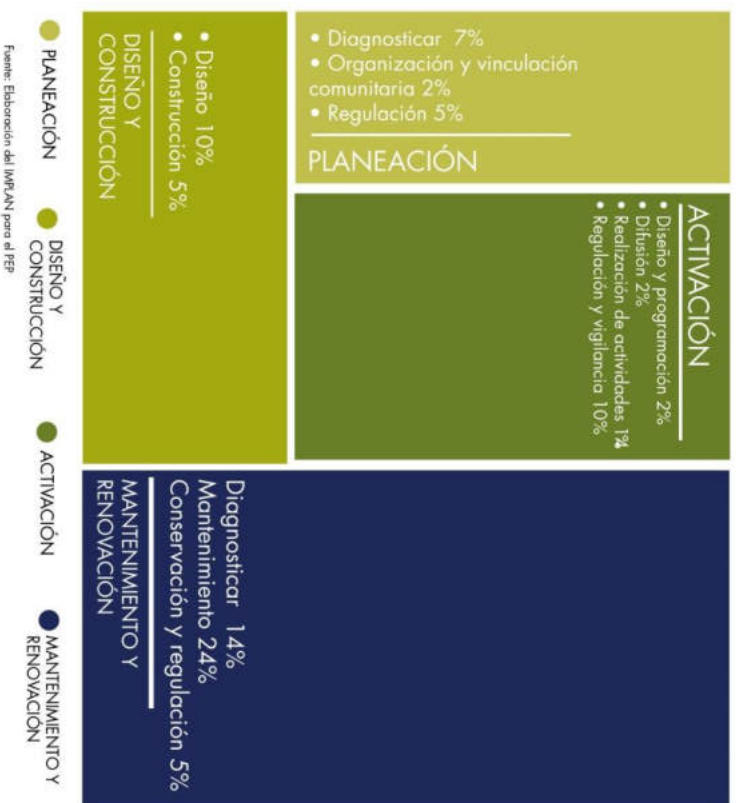 • Diagnosticar 7%
• Organización y vinculación
comunitaria 2%
• Regulación 5%
PLANEACIÓN
ACTIVACIÓN
• Diseño y programación 2%
• Difusión 2%
• Realización de actividades 1%
• Regulación y vigilancia 10%
• Diseño 10%
• Construcción 5%
DISEÑO Y
CONSTRUCCIÓN
Diagnosticar 14%
Mantenimiento 24%
Conservación y regulación 5%
MANTENIMIENTO Y
RENOVACIÓN
PLANEACIÓN
DISEÑO Y
CONSTRUCCIÓN
ACTIVACIÓN
MANTENIMIENTO Y
RENOVACIÓN
Fuente: Elaboración del IMPLAN para el PEP